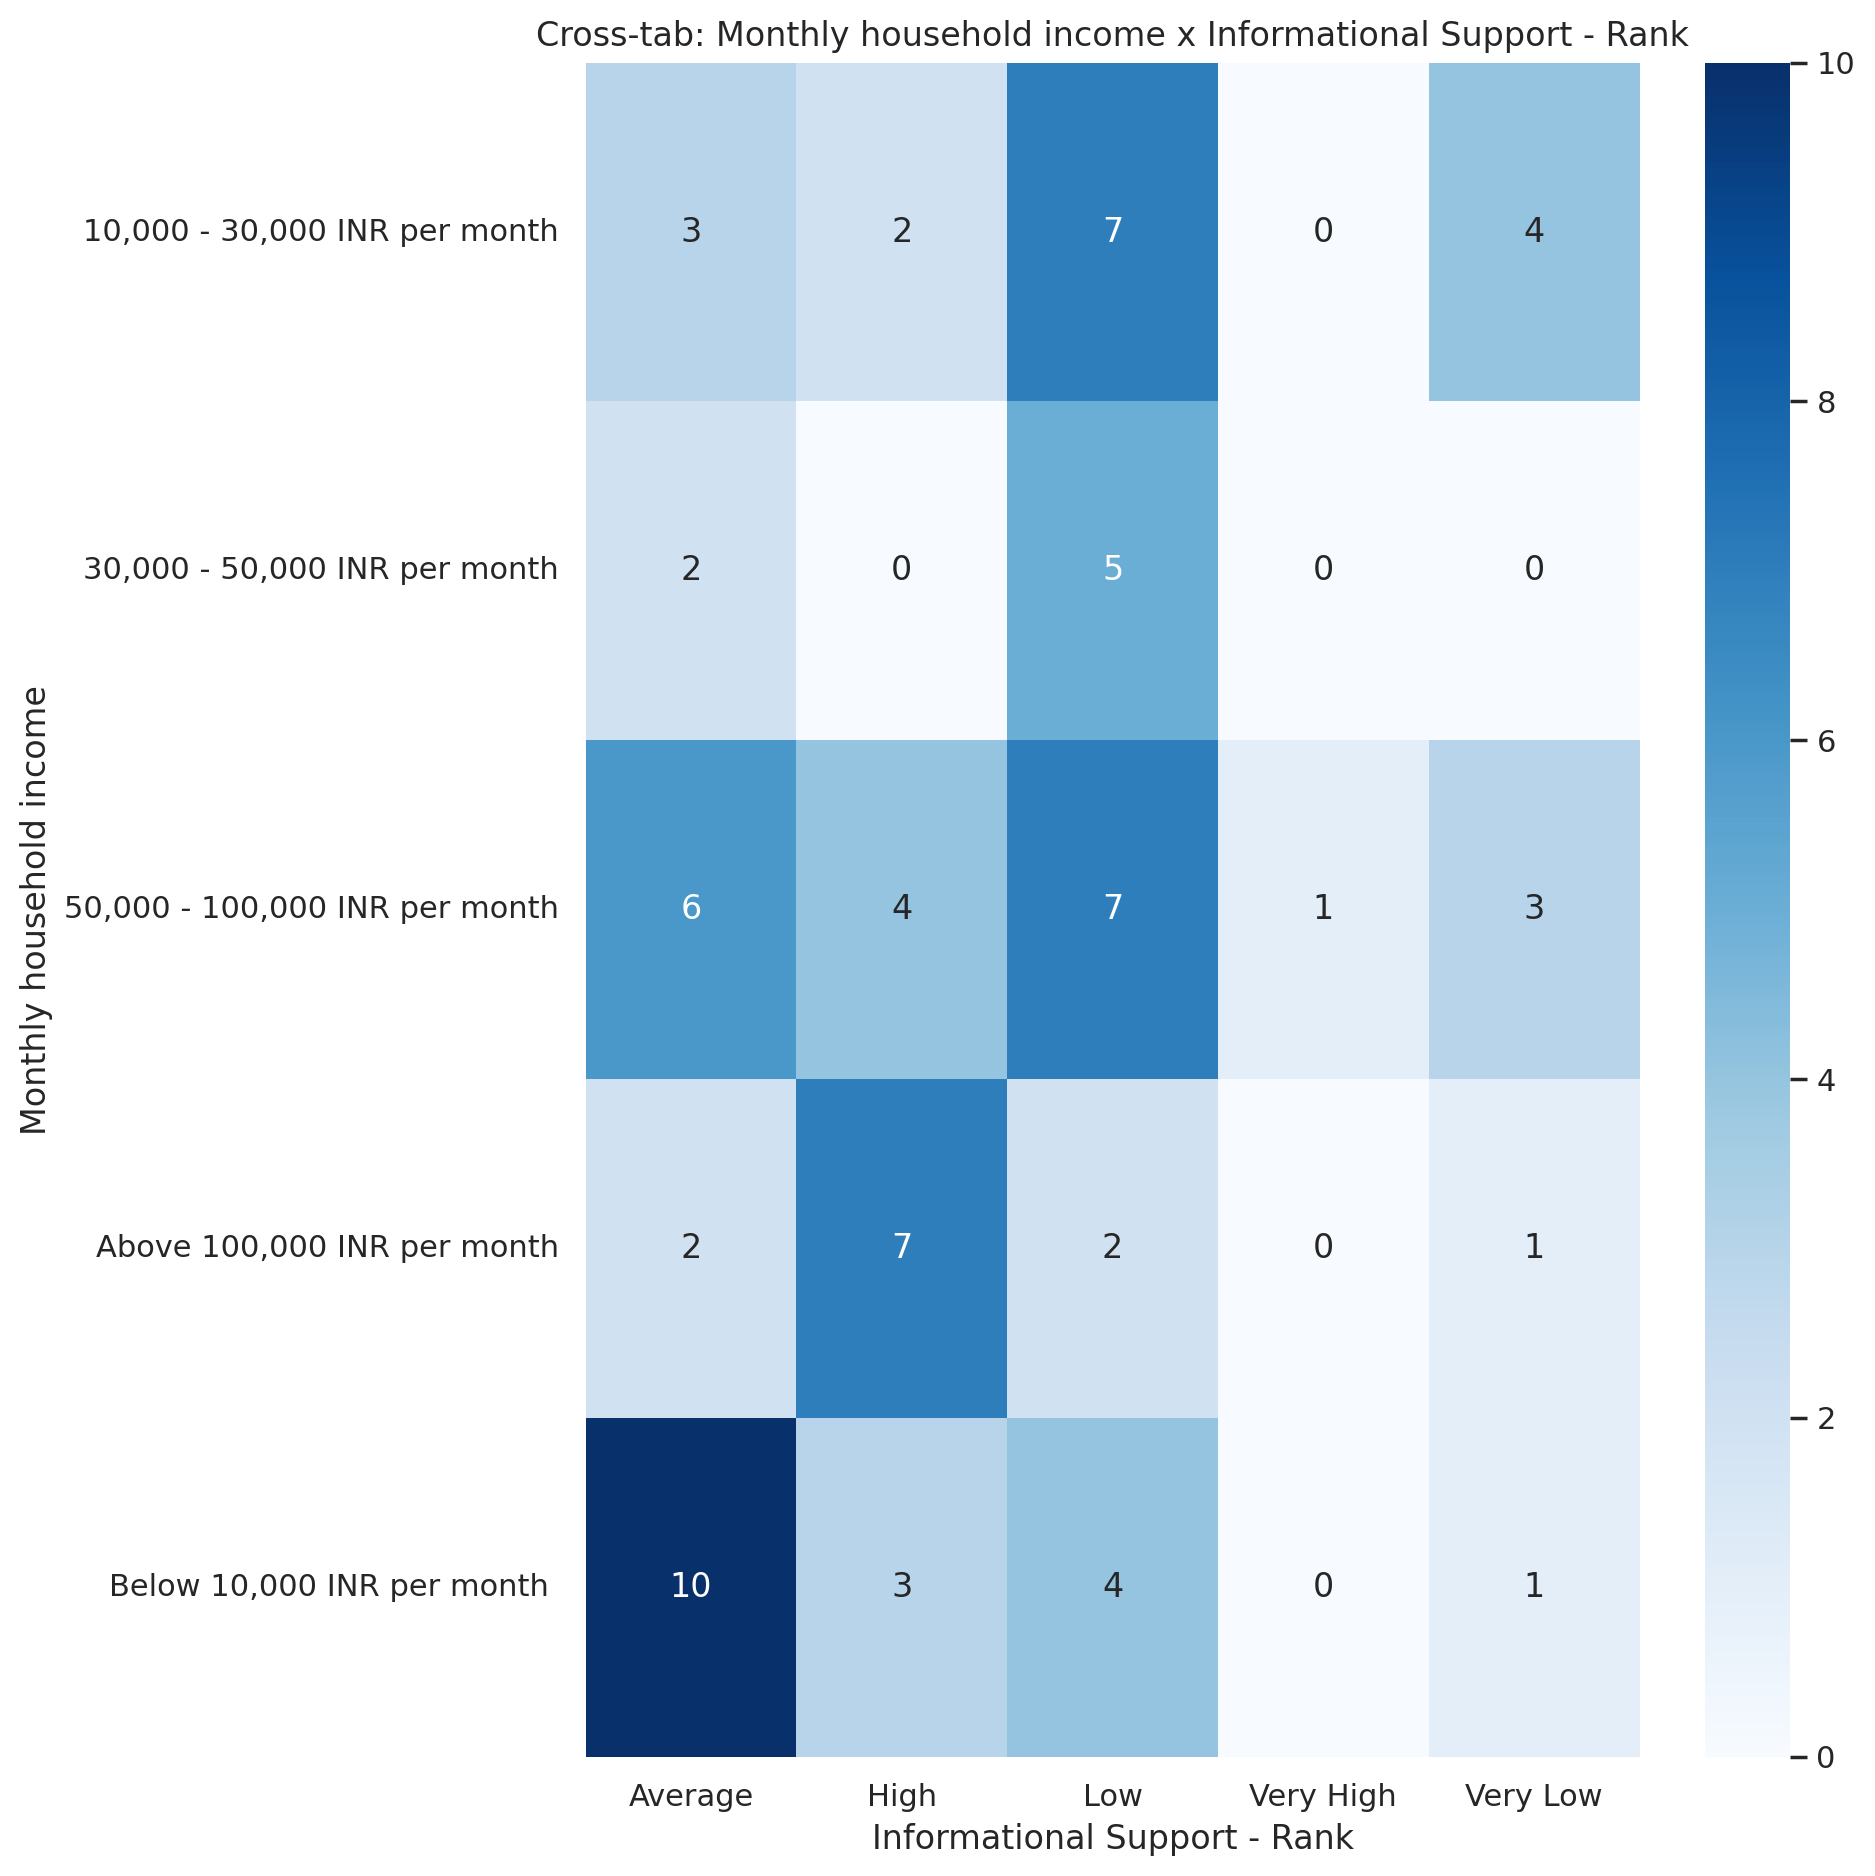 Cross-tab: Monthly household income x Informational Support - Rank
10,000 - 30,000 INR per month 3 2 7 0 4
30,000 - 50,000 INR per month 2 0 5 0 0
50,000 - 100,000 INR per month 6 4 7 1 3
Above 100,000 INR per month 2 7 2 0 1
Below 10,000 INR per month 10 3 4 0 1
Average High Low Very High Very Low
Informational Support - Rank
Monthly household income
10
8
6
4
2
0